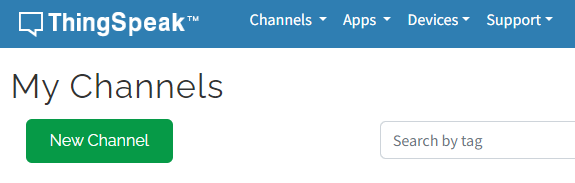 ThingSpeak™ Channels Apps Devices Support
My Channels
New Channel Search by tag